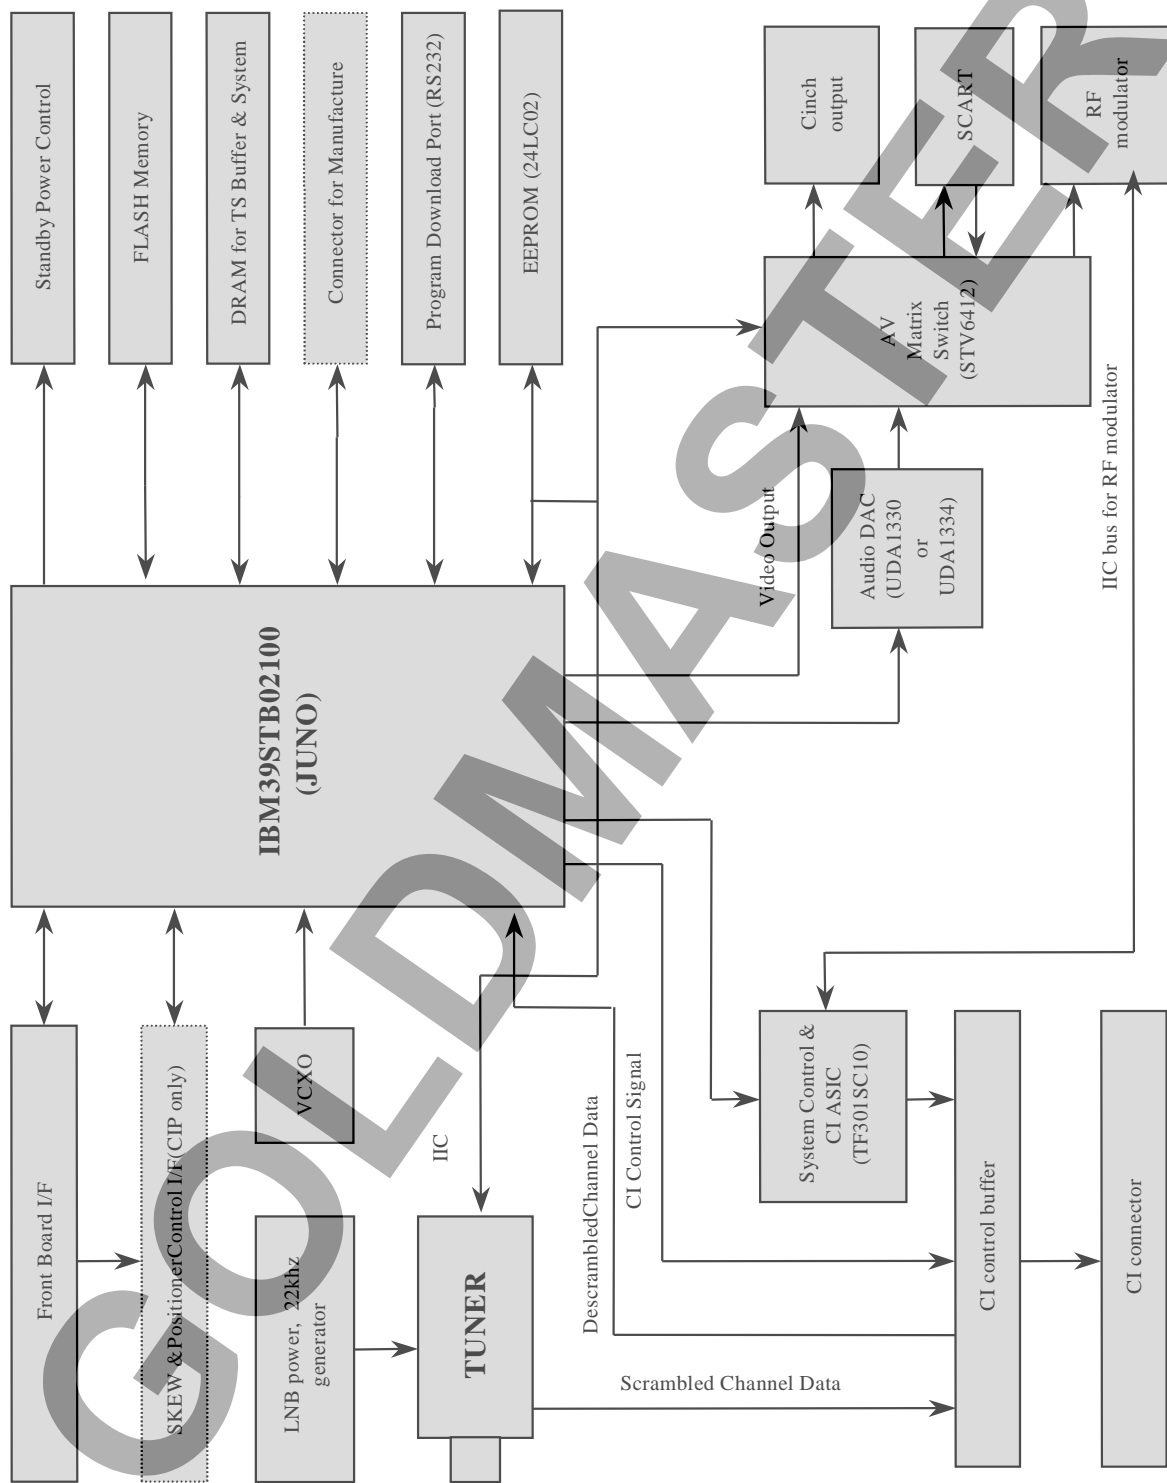 Standby Power Control
FLASH Memory
DRAM for TS Buffer & System
Connector for Manufacture
Program Download Port (RS232)
EEPROM (24LC02)
Cinch
output
SCART
RF
modulator
AV
Matrix
Switch
(STV6412)
Audio DAC
(UDA1330
or
UDA1334)
Video Output
IIC bus for RF modulator
IBM39STB02100
(JUNO)
Front Board I/F
SKEW &PositionerControl I/F(CIP only)
VCXO
LNB power, 22khz
generator
IIC
TUNER
DescrambledChannel Data
CI Control Signal
Scrambled Channel Data
System Control &
CI ASIC
(TF301SC10)
CI control buffer
CI connector
GOLDMASTER